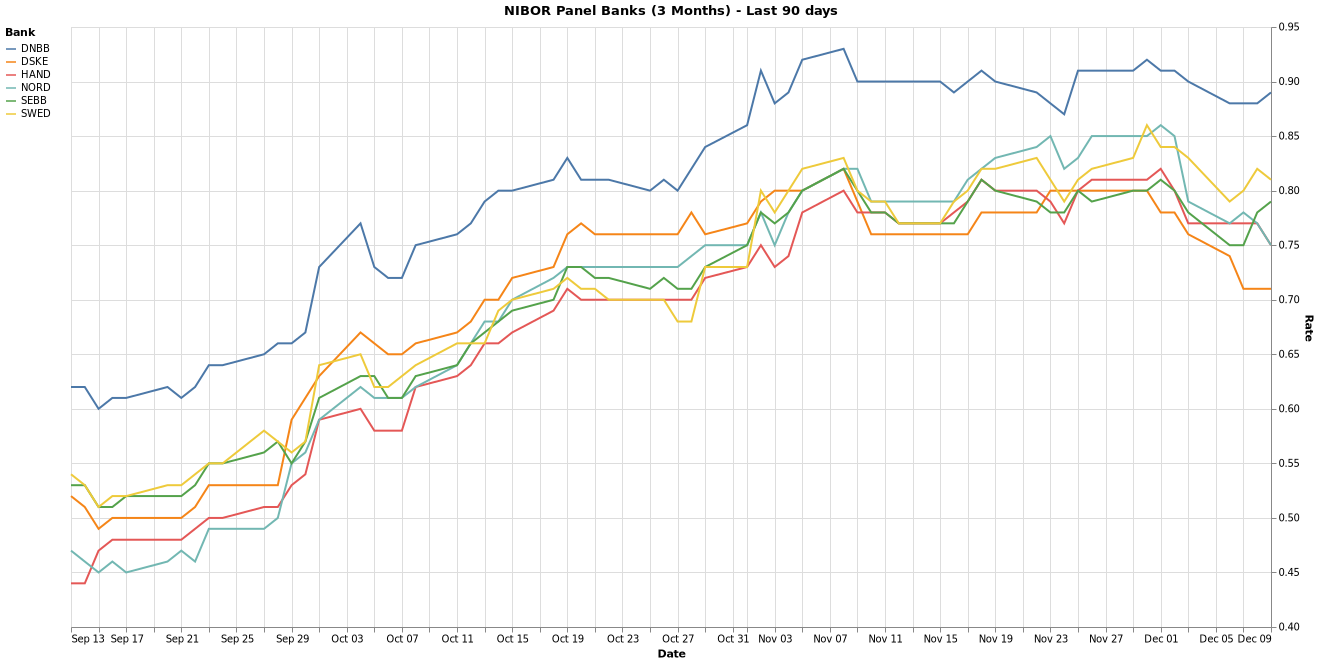 NIBOR Panel Banks (3 Months) - Last 90 days
Bank
DNBB
DSKE
HAND
NORD
SEBB
SWED
0.95
0.90
0.85
0.80
0.75
0.70
0.65
0.60
0.55
0.50
0.45
0.40
Rate
Sep 13 Sep 17 Sep 21 Sep 25 Sep 29 Oct 03 Oct 07 Oct 11 Oct 15 Oct 19 Oct 23 Oct 27 Oct 31 Nov 03 Nov 07 Nov 11 Nov 15 Nov 19 Nov 23 Nov 27 Dec 01 Dec 05 Dec 09
Date